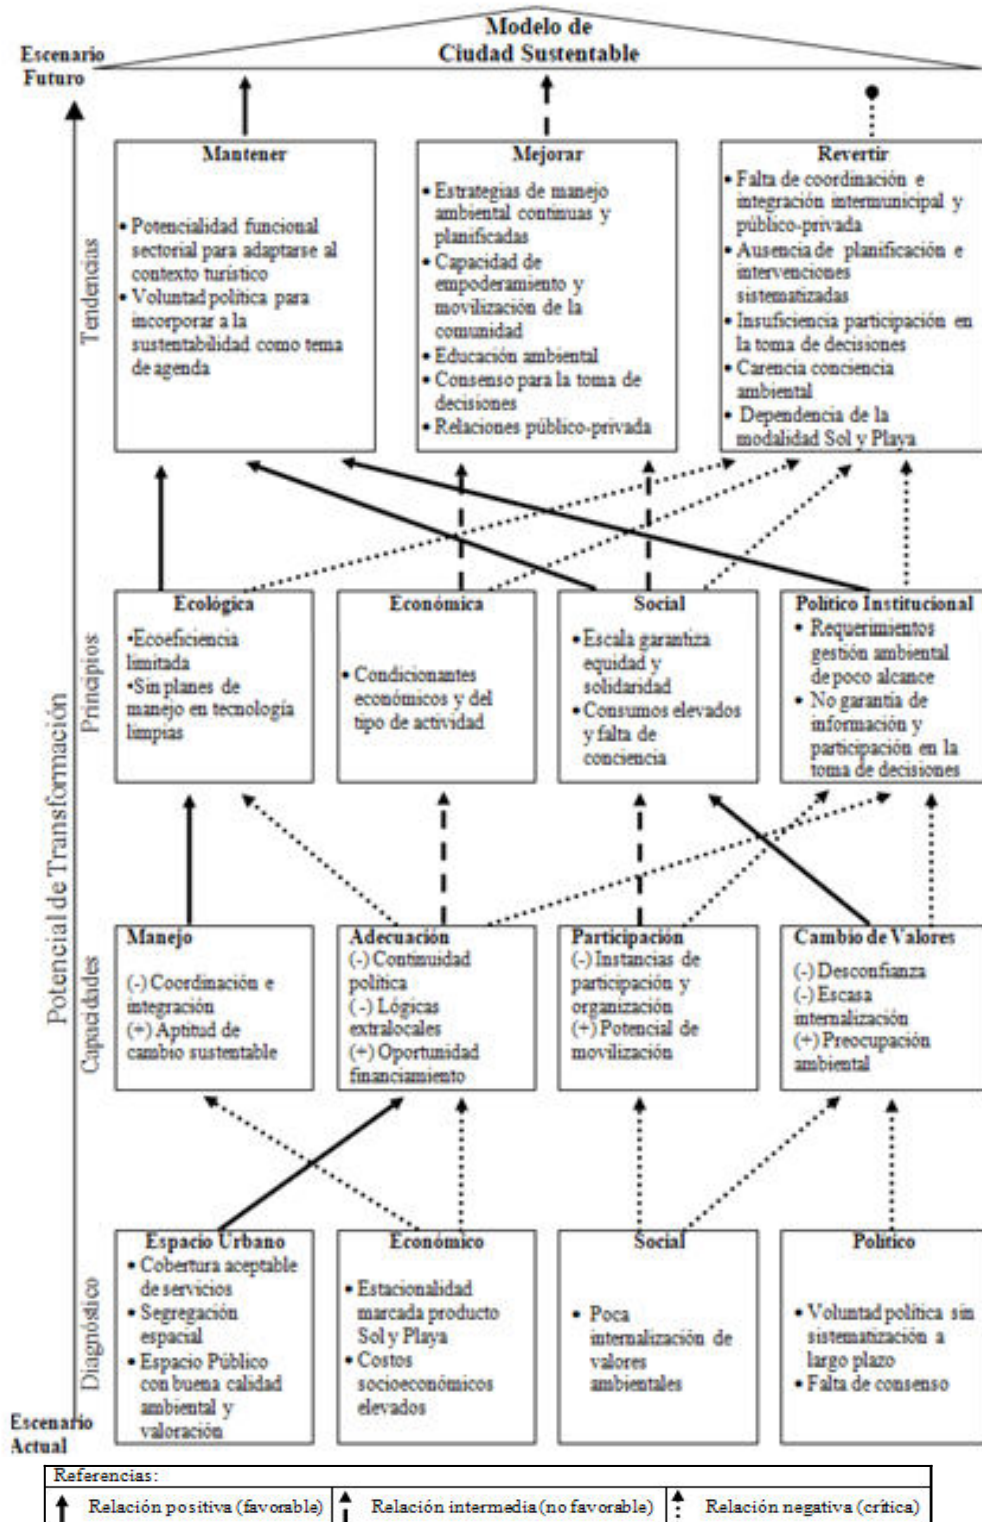 Modelo de
Ciudad Sustentable
Escenario
Futuro
Potencial de Transformación
Tendencias
Mantener
• Potencialidad funcional
sectorial para adaptarse al
contexto turístico
• Voluntad política para
incorporar a la
sustentabilidad como tema
de agenda
Mejorar
• Estrategias de manejo
ambiental continuas y
planificadas
• Capacidad de
empoderamiento y
movilización de la
comunidad
• Educación ambiental
• Consenso para la toma de
decisiones
• Relaciones público-privada
Revertir
• Falta de coordinación e
integración intermunicipal y
público-privada
• Ausencia de planificación e
intervenciones
sistematizadas
• Insuficiencia participación en
la toma de decisiones
• Carencia conciencia
ambiental
• Dependencia de la
modalidad Sol y Playa
Principios
Ecológica
•Ecoeficiencia
limitada
•Sin planes de
manejo en tecnología
limpias
Económica
• Condicionantes
económicos y del
tipo de actividad
Social
• Escala garantiza
equidad y
solidaridad
• Consumos elevados
y falta de
conciencia
Político Institucional
• Requerimientos
gestión ambiental
de poco alcance
• No garantía de
información y
participación en la
toma de decisiones
Capacidades
Manejo
(-) Coordinación e
integración
(+) Aptitud de
cambio sustentable
Adecuación
(-) Continuidad
política
(-) Lógicas
extralocales
(+) Oportunidad
financiamiento
Participación
(-) Instancias de
participación y
organización
(+) Potencial de
movilización
Cambio de Valores
(-) Desconfianza
(-) Escasa
internalización
(+) Preocupación
ambiental
Diagnóstico
Espacio Urbano
• Cobertura aceptable
de servicios
• Segregación
espacial
• Espacio Público
con buena calidad
ambiental y
valoración
Económico
• Estacionalidad
marcada producto
Sol y Playa
• Costos
socioeconómicos
elevados
Social
• Poca
internalización de
valores
ambientales
Político
• Voluntad política sin
sistematización a
largo plazo
• Falta de consenso
Escenario
Actual
Referencias:
Relación positiva (favorable)
Relación intermedia (no favorable)
Relación negativa (crítica)